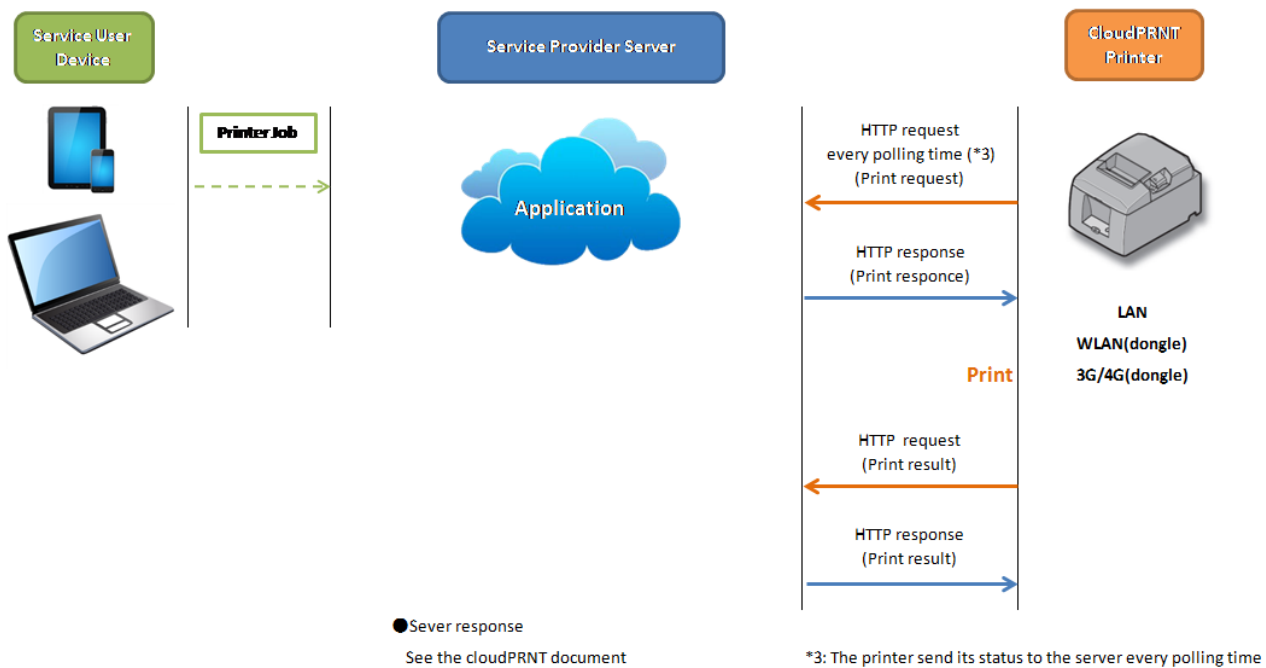 Service User
Device
Service Provider Server
CloudPRNT
Printer
Printer Job
Application
HTTP request
every polling time (*3)
(Print request)
HTTP response
(Print responce)
LAN
WLAN(dongle)
3G/4G(dongle)
Print
HTTP request
(Print result)
HTTP response
(Print result)
●Sever response
See the cloudPRNT document
*3: The printer send its status to the server every polling time